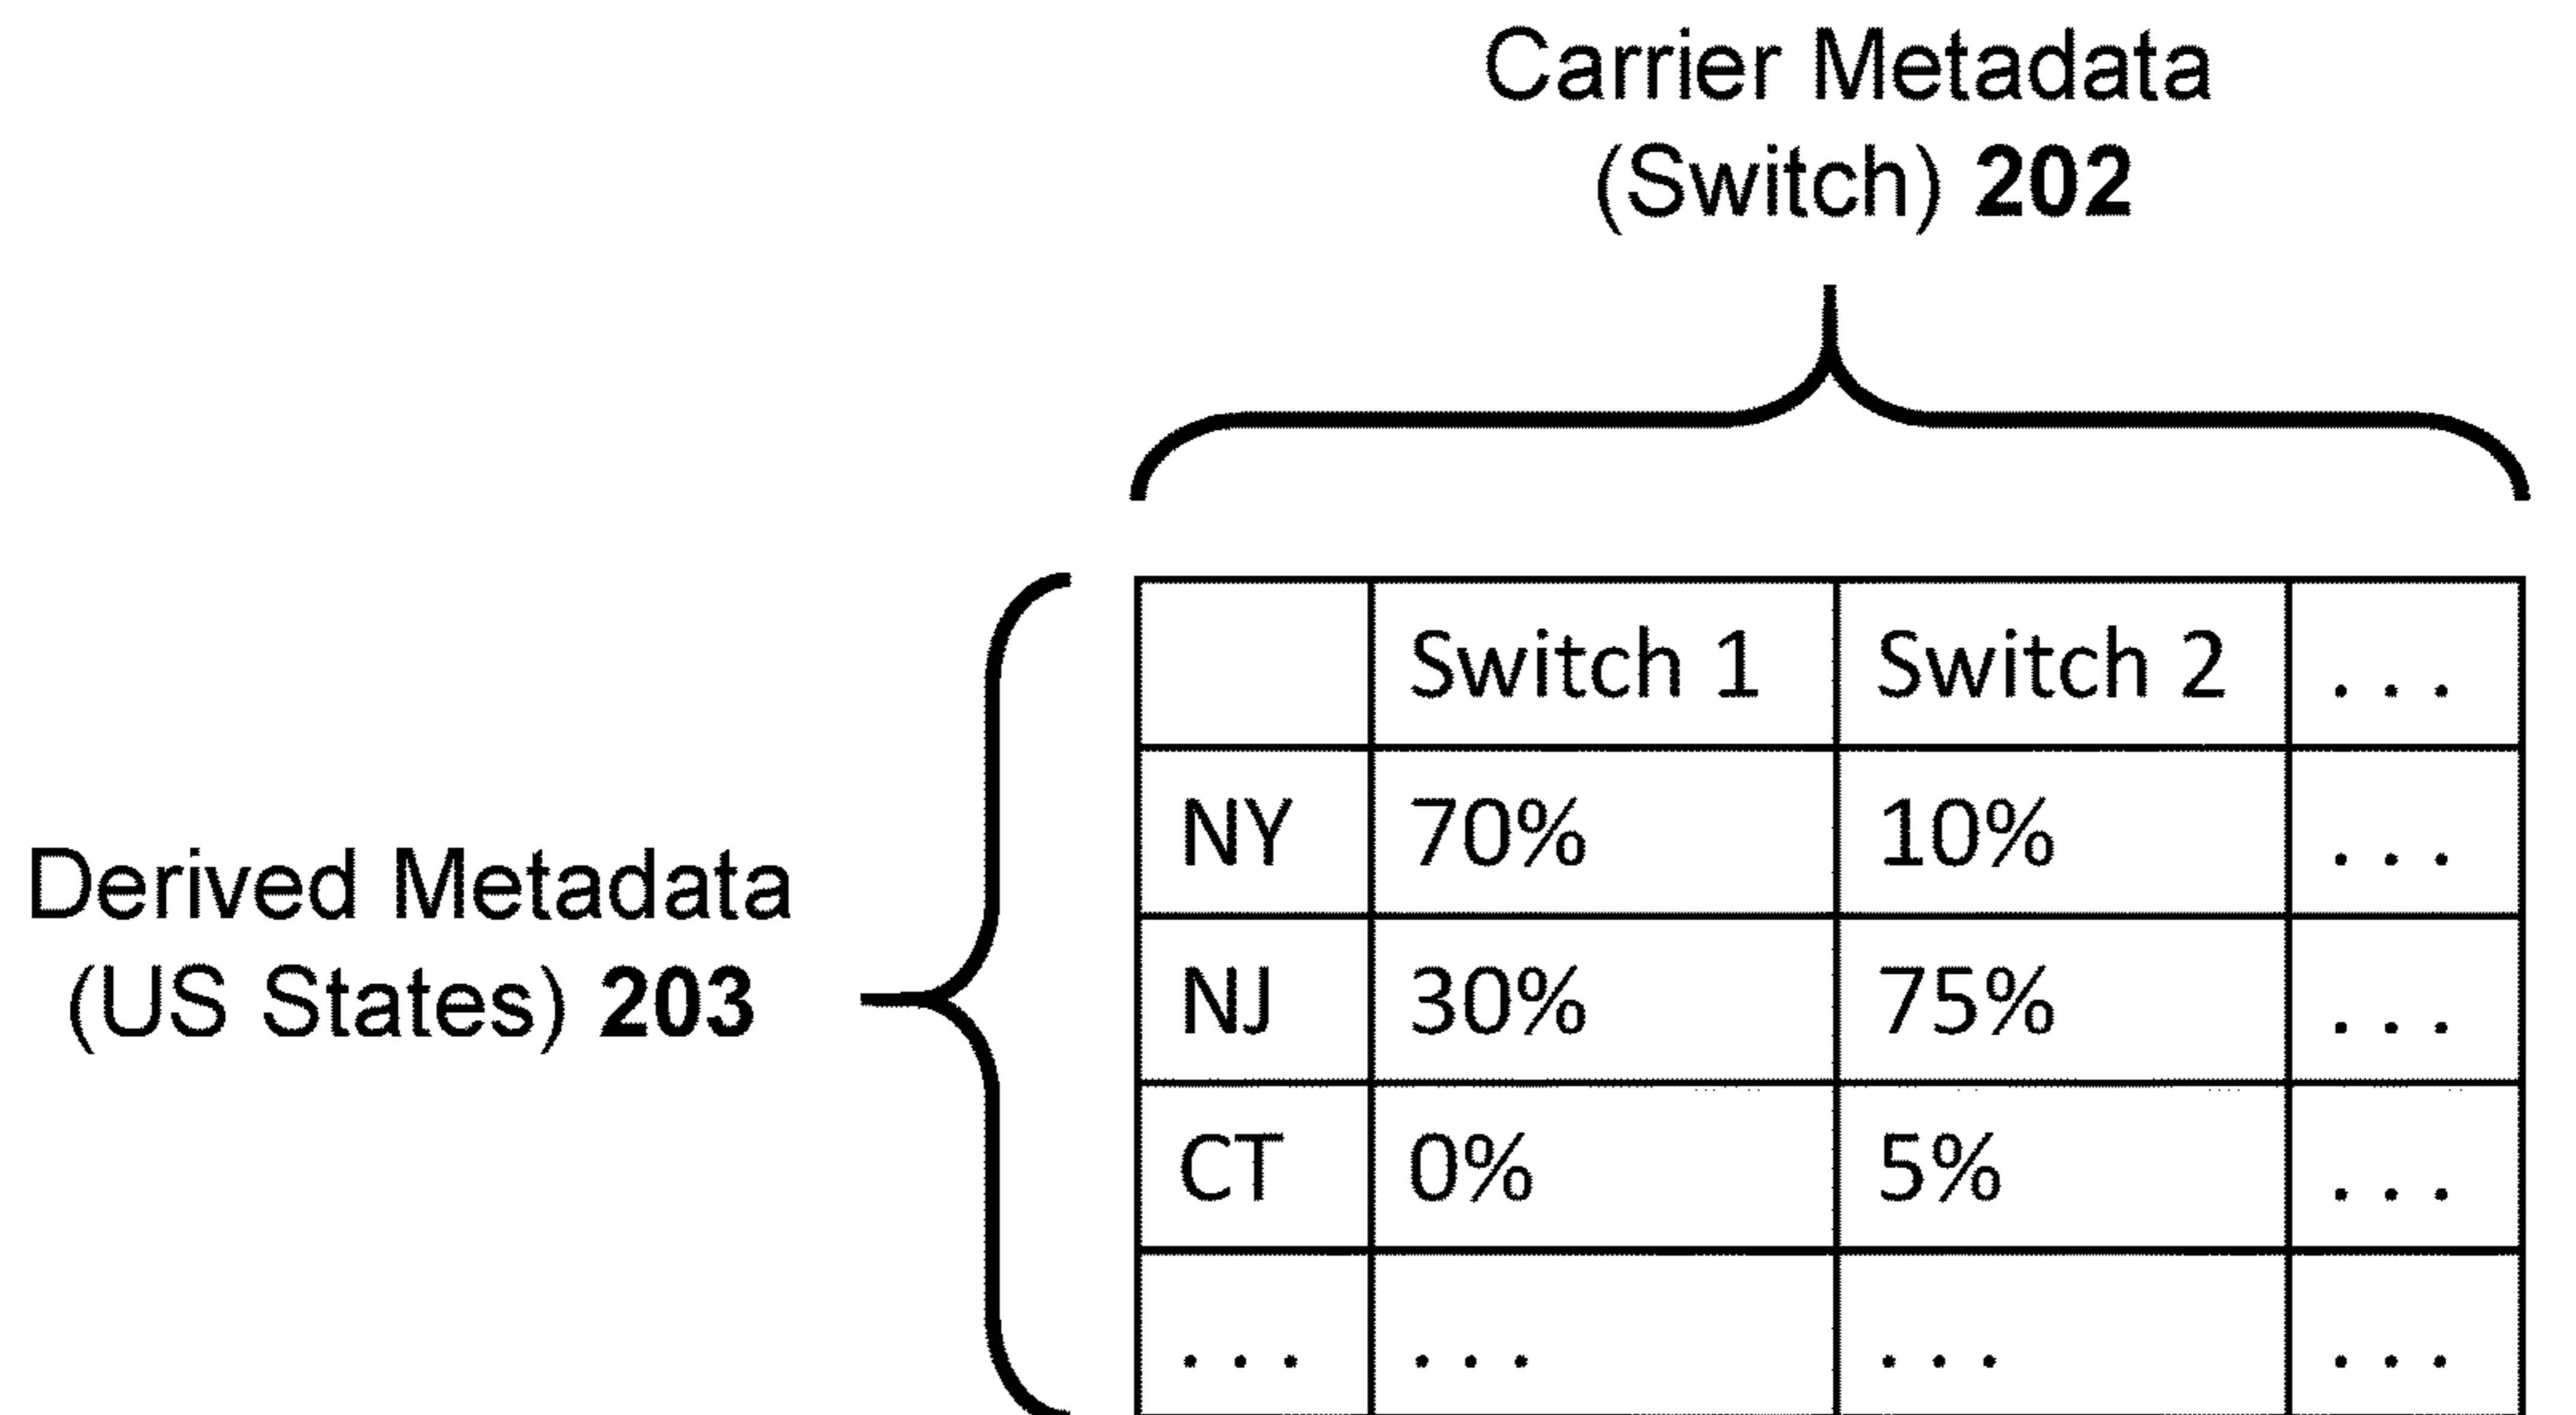 Carrier Metadata
(Switch) 202
Derived Metadata
(US States) 203
Switch 1 Switch 2 . . .
NY 70% 10% . . .
NJ 30% 75% . . .
CT 0% 5% . . .
. . . . . . . . . . . .